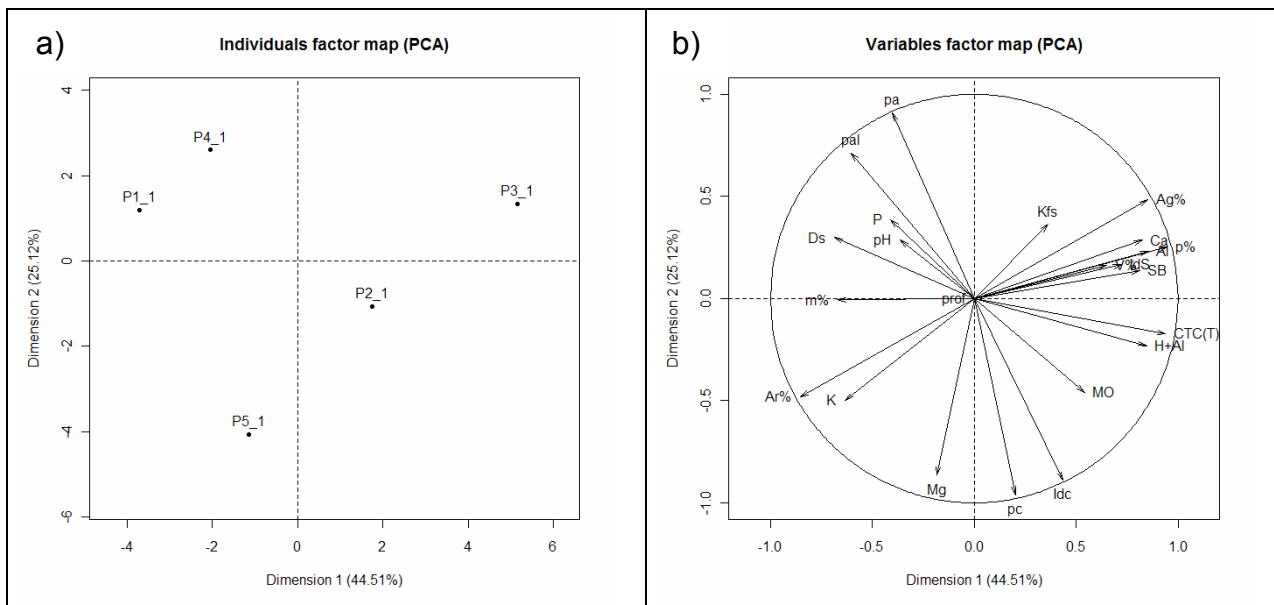 a)
Individuals factor map (PCA)
4
2
0
-2
-4
-6
Dimension 2 (25.12%)
P4_1
P1_1
P3_1
P2_1
P5_1
-4
-2
0
2
4
6
Dimension 1 (44.51%)
b)
Variables factor map (PCA)
1.0
0.5
0.0
-0.5
-1.0
Dimension 2 (25.12%)
pa
pal
P
pH
Ds
Kfs
Ag%
Ca
p%
Al
V%
IdS
SB
m%
prof
CTC(T)
H+Al
MO
Ar%
K
Mg
Idc
pc
-1.0
-0.5
0.0
0.5
1.0
Dimension 1 (44.51%)